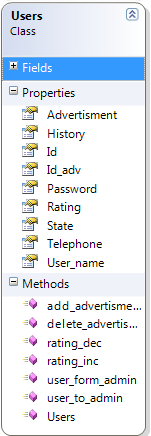 Users
Class
Fields
Properties
Advertisment
History
Id
Id_adv
Password
Rating
State
Telephone
User_name
Methods
add_advertisme...
delete_advertis...
rating_dec
rating_inc
user_form_admin
user_to_admin
Users